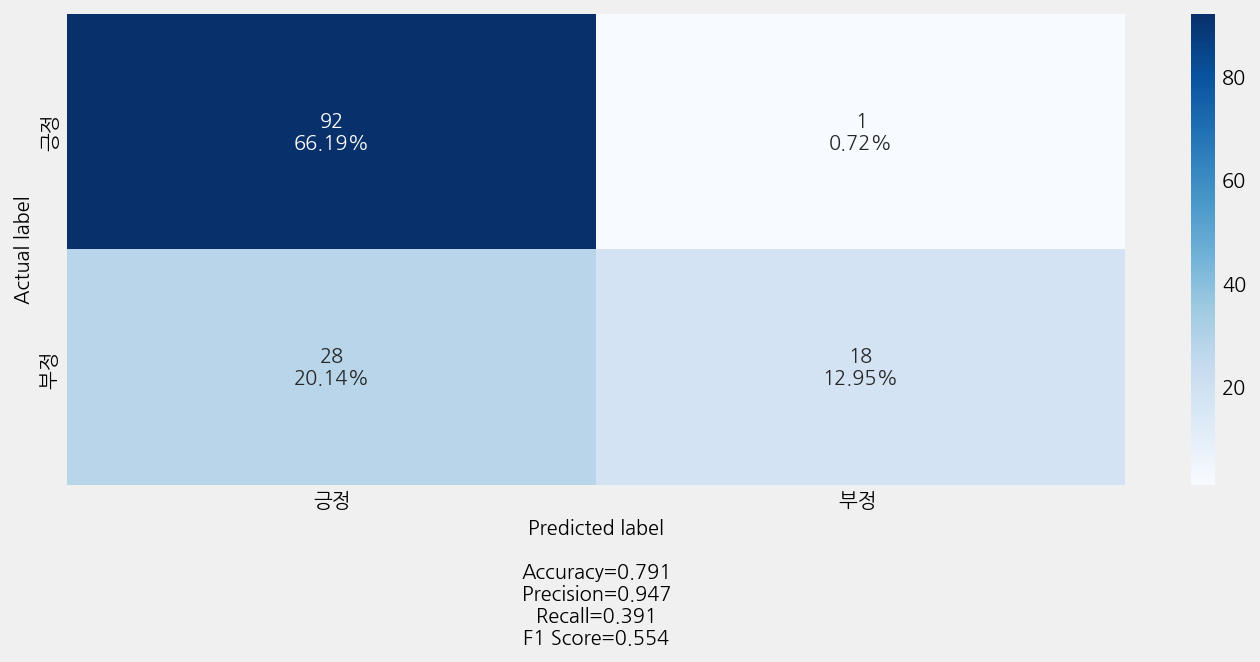 92
66.19%
1
0.72%
28
20.14%
18
12.95%
긍정
부정
Actual label
긍정
부정
Predicted label
Accuracy=0.791
Precision=0.947
Recall=0.391
F1 Score=0.554
80
60
40
20